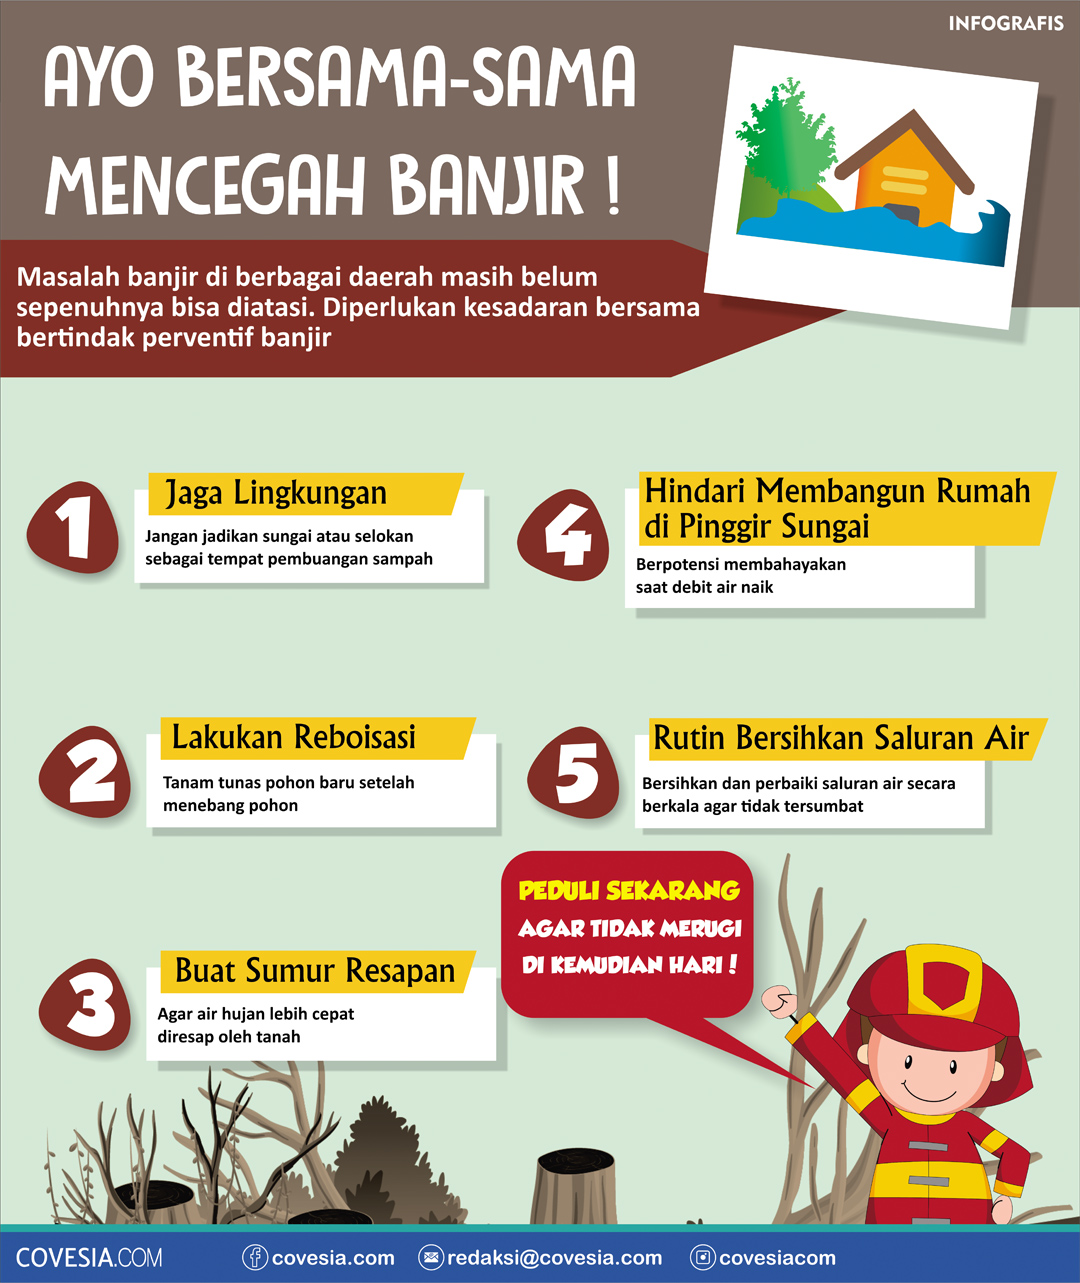 INFOGRAFIS
AYO BERSAMA-SAMA
MENCEGAH BANJIR !
Masalah banjir di berbagai daerah masih belum
sepenuhnya bisa diatasi. Diperlukan kesadaran bersama
bertindak perventif banjir
1
Jaga Lingkungan
Jangan jadikan sungai atau selokan
sebagai tempat pembuangan sampah
2
Lakukan Reboisasi
Tanam tunas pohon baru setelah
menebang pohon
3
Buat Sumur Resapan
Agar air hujan lebih cepat
diresap oleh tanah
4
Hindari Membangun Rumah
di Pinggir Sungai
Berpotensi membahayakan
saat debit air naik
5
Rutin Bersihkan Saluran Air
Bersihkan dan perbaiki saluran air secara
berkala agar tidak tersumbat
PEDULI SEKARANG
AGAR TIDAK MERUGI
DI KEMUDIAN HARI !
COVESIA.COM
covesia.com
redaksi@covesia.com
covesiacom